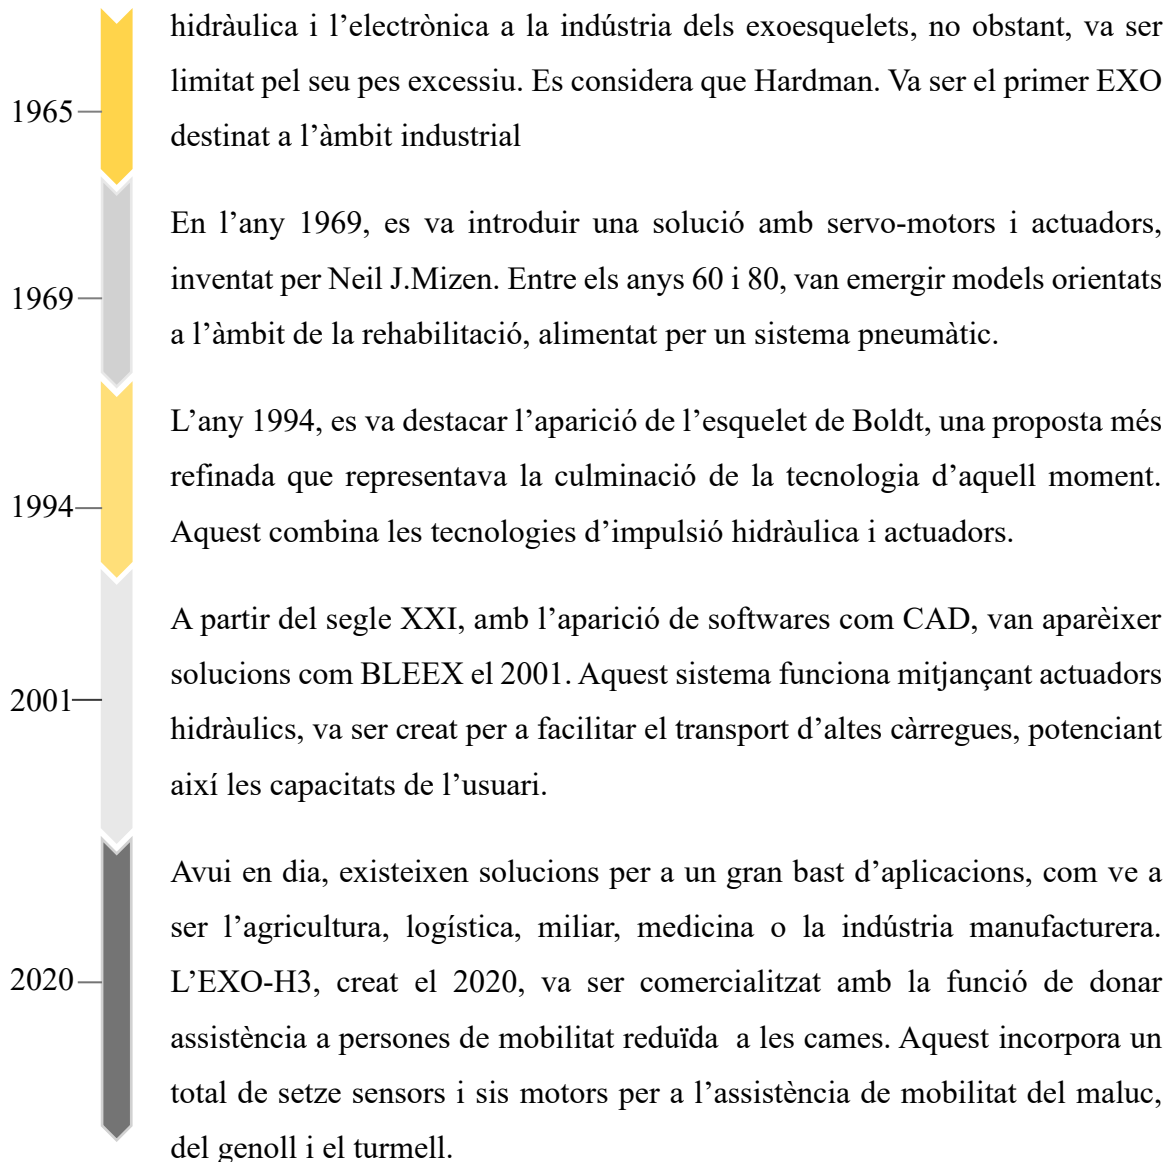 hidràulica i l’electrònica a la indústria dels exoesquelets, no obstant, va ser
limitat pel seu pes excessiu. Es considera que Hardman. Va ser el primer EXO
1965
destinat a l’àmbit industrial
En l’any 1969, es va introduir una solució amb servo-motors i actuadors,
inventat per Neil J.Mizen. Entre els anys 60 i 80, van emergir models orientats
1969
a l’àmbit de la rehabilitació, alimentat per un sistema pneumàtic.
L’any 1994, es va destacar l’aparició de l’esquelet de Boldt, una proposta més
refinada que representava la culminació de la tecnologia d’aquell moment.
1994
Aquest combina les tecnologies d’impulsió hidràulica i actuadors.
A partir del segle XXI, amb l’aparició de softwares com CAD, van aparèixer
solucions com BLEEX el 2001. Aquest sistema funciona mitjançant actuadors
2001
hidràulics, va ser creat per a facilitar el transport d’altes càrregues, potenciant
així les capacitats de l’usuari.
Avui en dia, existeixen solucions per a un gran bast d’aplicacions, com ve a
ser l’agricultura, logística, miliar, medicina o la indústria manufacturera.
2020
L’EXO-H3, creat el 2020, va ser comercialitzat amb la funció de donar
assistència a persones de mobilitat reduïda a les cames. Aquest incorpora un
total de setze sensors i sis motors per a l’assistència de mobilitat del maluc,
del genoll i el turmell.